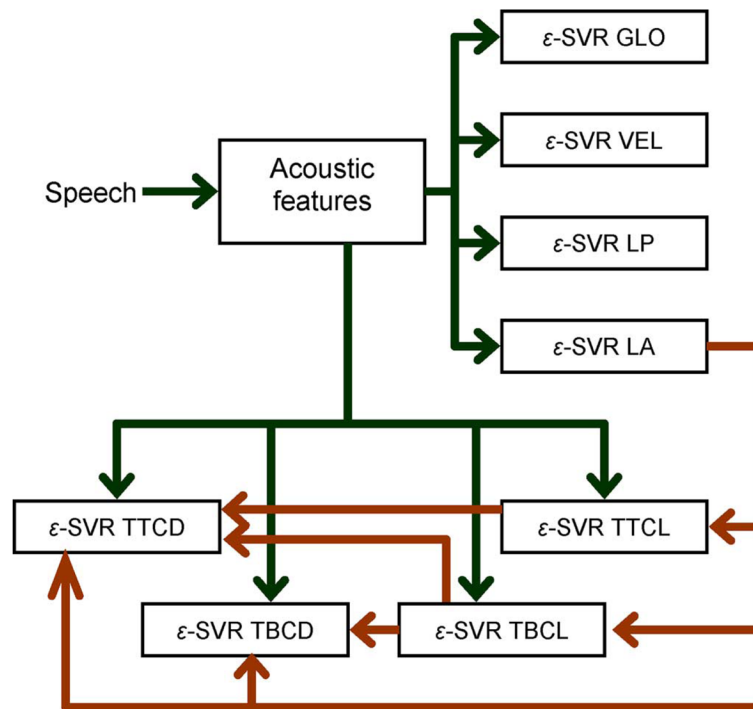 ε-SVR GLO
ε-SVR VEL
Speech
Acoustic
features
ε-SVR LP
ε-SVR LA
ε-SVR TTCD
ε-SVR TTCL
ε-SVR TBCD
ε-SVR TBCL